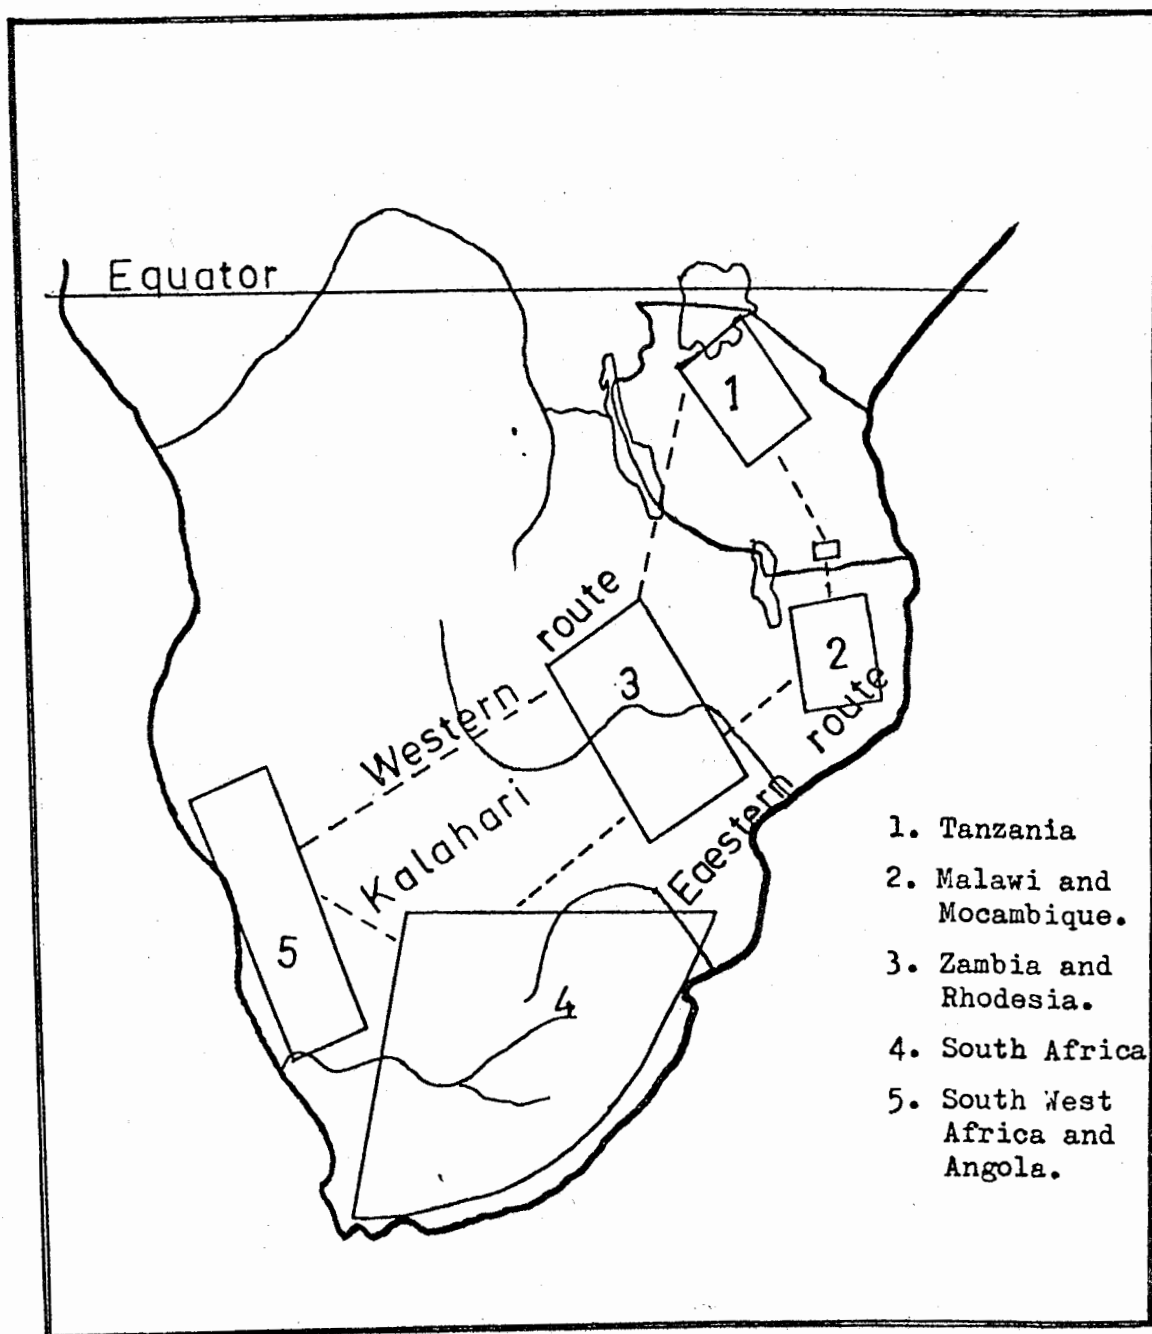 Equator
1
2
3
4
5
Western route
Kalahari
Eaestern route
1. Tanzania
2. Malawi and
Mocambique.
3. Zambia and
Rhodesia.
4. South Africa
5. South West
Africa and
Angola.